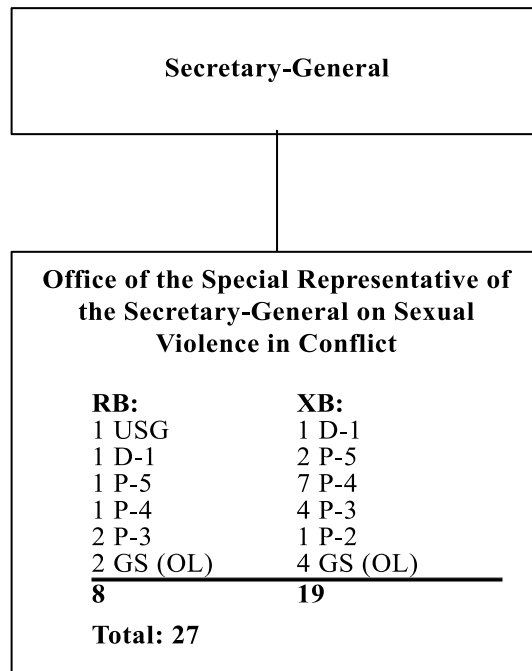 Secretary-General
Office of the Special Representative of
the Secretary-General on Sexual
Violence in Conflict
RB: XB:
1 USG 1 D-1
1 D-1 2 P-5
1 P-5 7 P-4
1 P-4 4 P-3
2 P-3 1 P-2
2 GS (OL) 4 GS (OL)
8 19
Total: 27